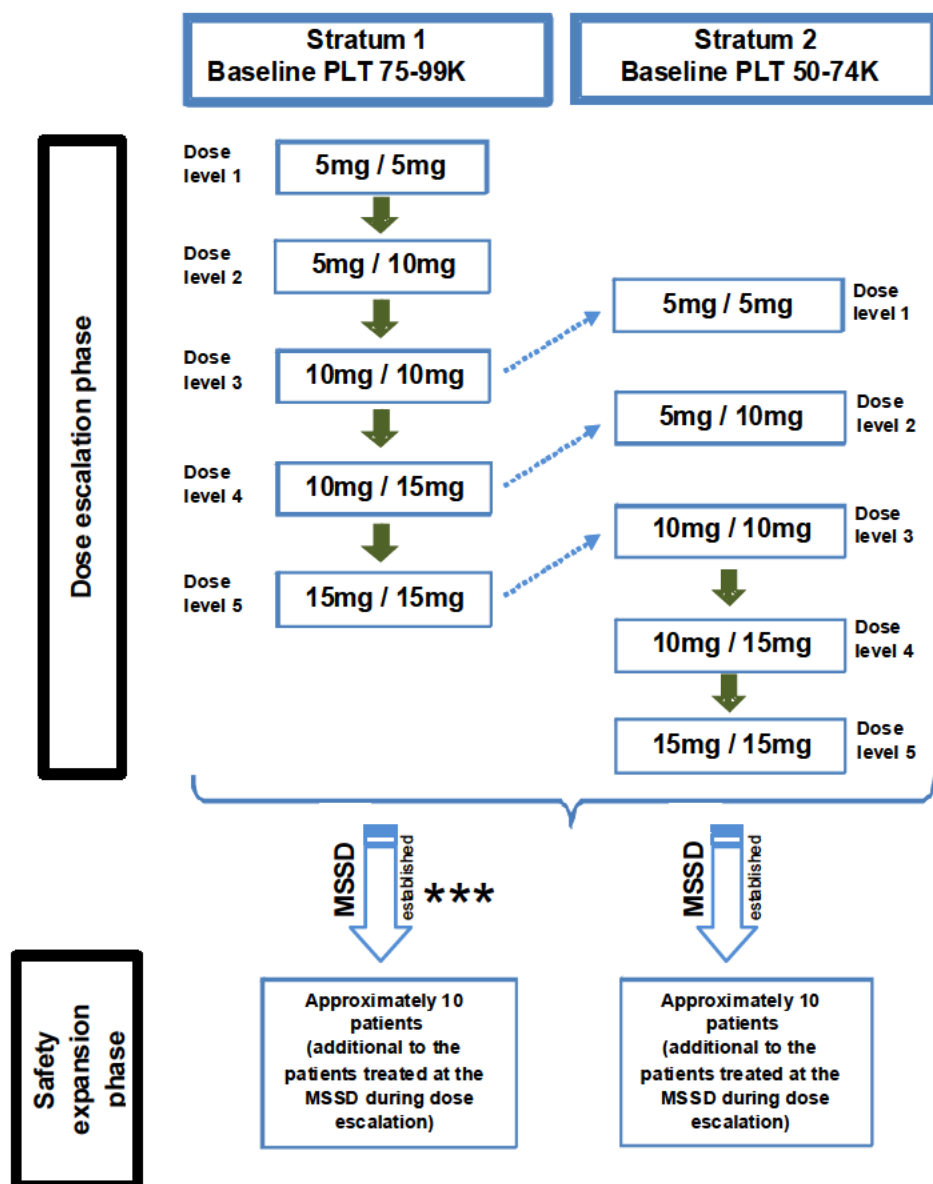 Stratum 1
Baseline PLT 75-99K
Stratum 2
Baseline PLT 50-74K
Dose escalation phase
Dose
level 1
5mg / 5mg
Dose
level 2
5mg / 10mg
Dose
level 3
10mg / 10mg
Dose
level 4
10mg / 15mg
Dose
level 5
15mg / 15mg
5mg / 5mg
Dose
level 1
5mg / 10mg
Dose
level 2
10mg / 10mg
Dose
level 3
10mg / 15mg
Dose
level 4
15mg / 15mg
Dose
level 5
MSSD
established
***
MSSD
established
Safety
expansion
phase
Approximately 10
patients
(additional to the
patients treated at the
MSSD during dose
escalation)
Approximately 10
patients
(additional to the
patients treated at the
MSSD during dose
escalation)